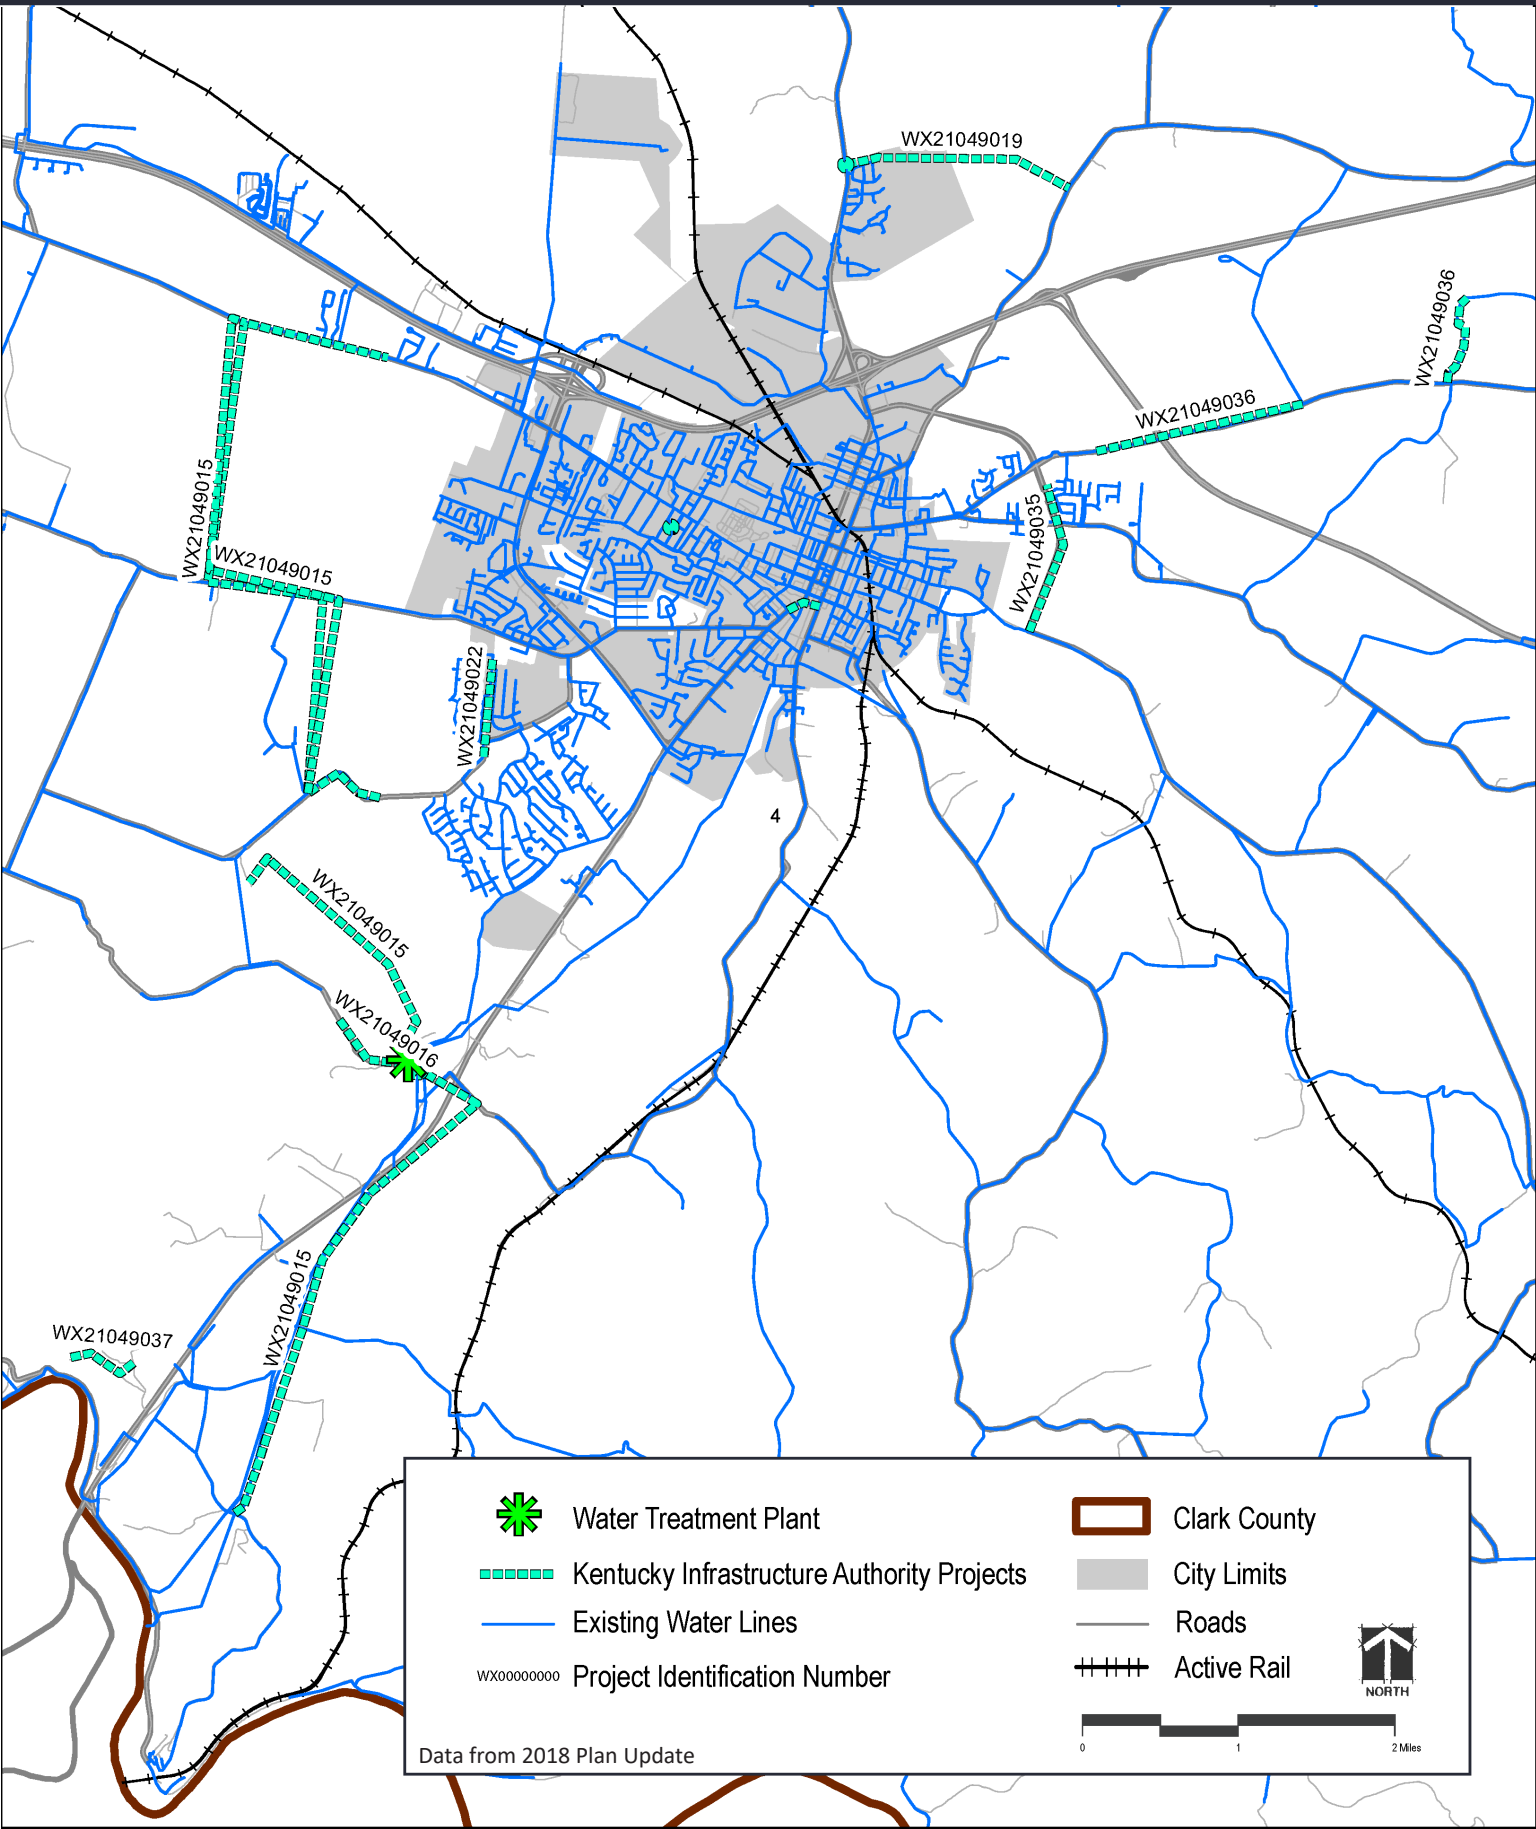 WX21049019
WX21049036
WX21049036
WX21049015
WX21049035
WX21049015
WX21049022
4
WX21049015
WX21049016
WX21049015
WX21049037
Water Treatment Plant
Kentucky Infrastructure Authority Projects
Existing Water Lines
WX00000000 Project Identification Number
Clark County
City Limits
Roads
Active Rail
NORTH
0 1 2 Miles
Data from 2018 Plan Update